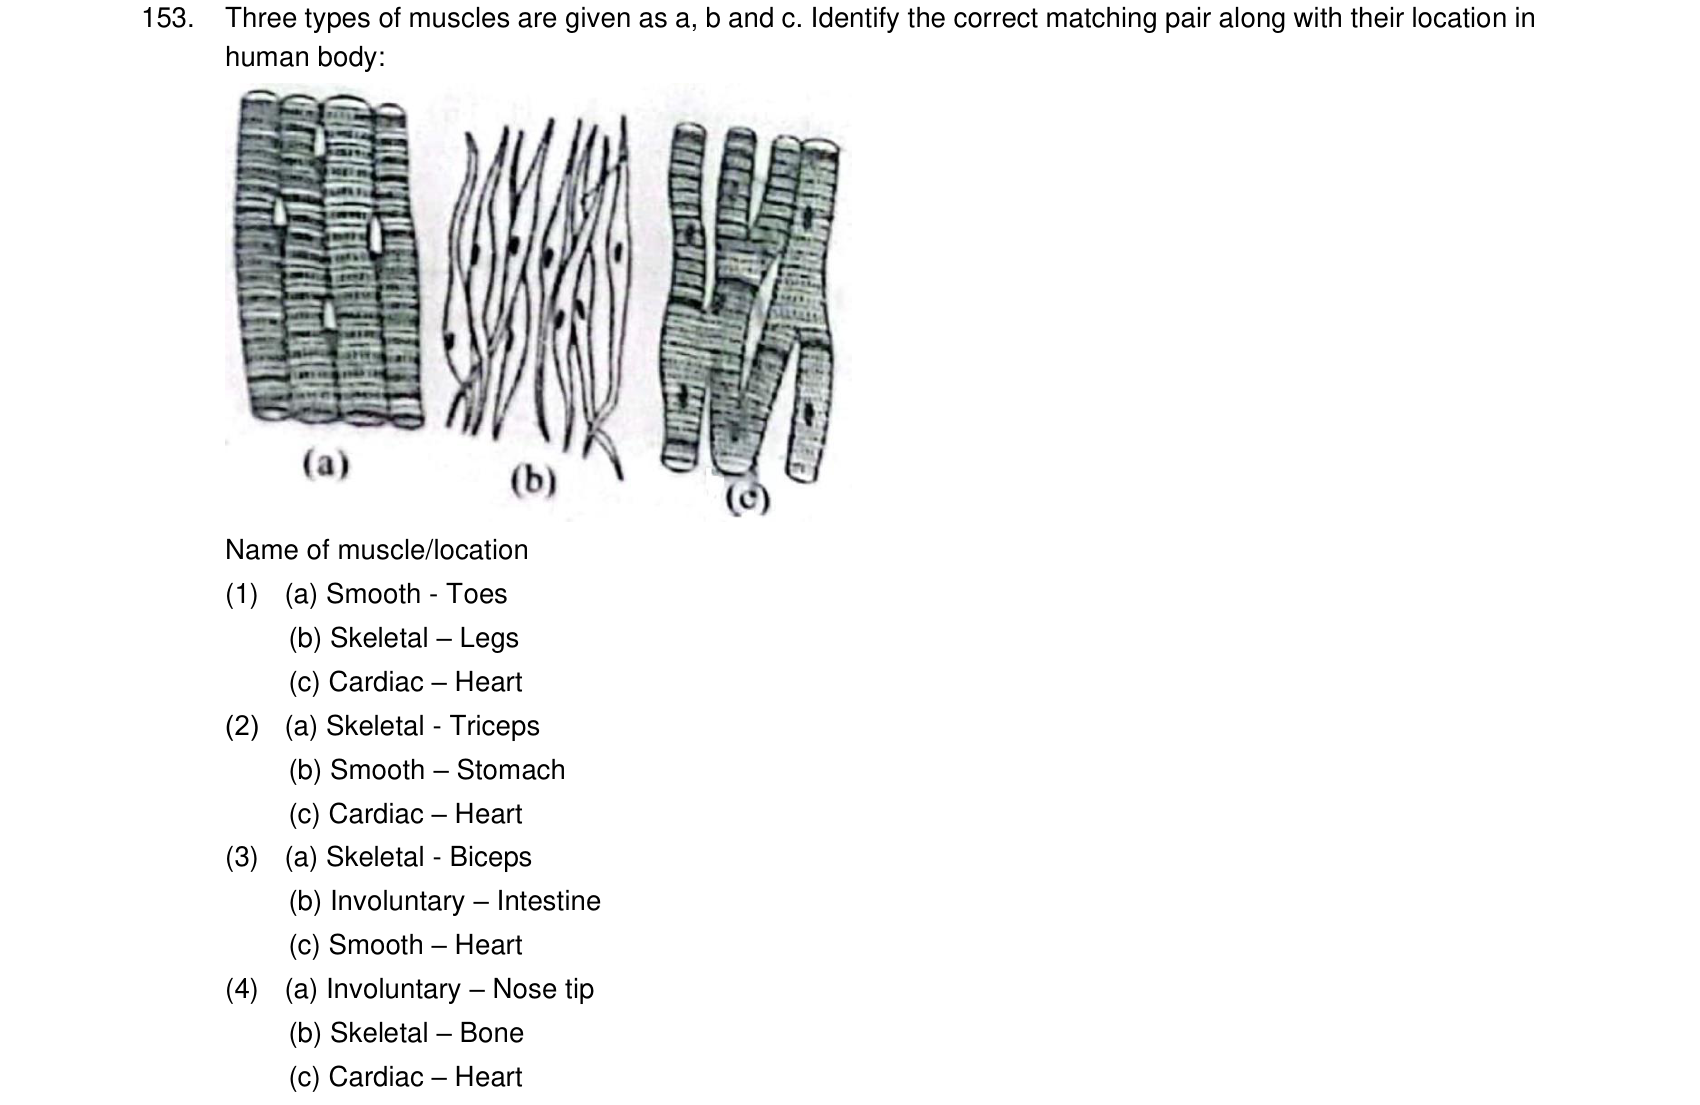 153. Three types of muscles are given as a, b and c. Identify the correct matching pair along with their location in
human body:
(a) (b) (c)
Name of muscle/location
(1) (a) Smooth - Toes
(b) Skeletal – Legs
(c) Cardiac – Heart
(2) (a) Skeletal - Triceps
(b) Smooth – Stomach
(c) Cardiac – Heart
(3) (a) Skeletal - Biceps
(b) Involuntary – Intestine
(c) Smooth – Heart
(4) (a) Involuntary – Nose tip
(b) Skeletal – Bone
(c) Cardiac – Heart